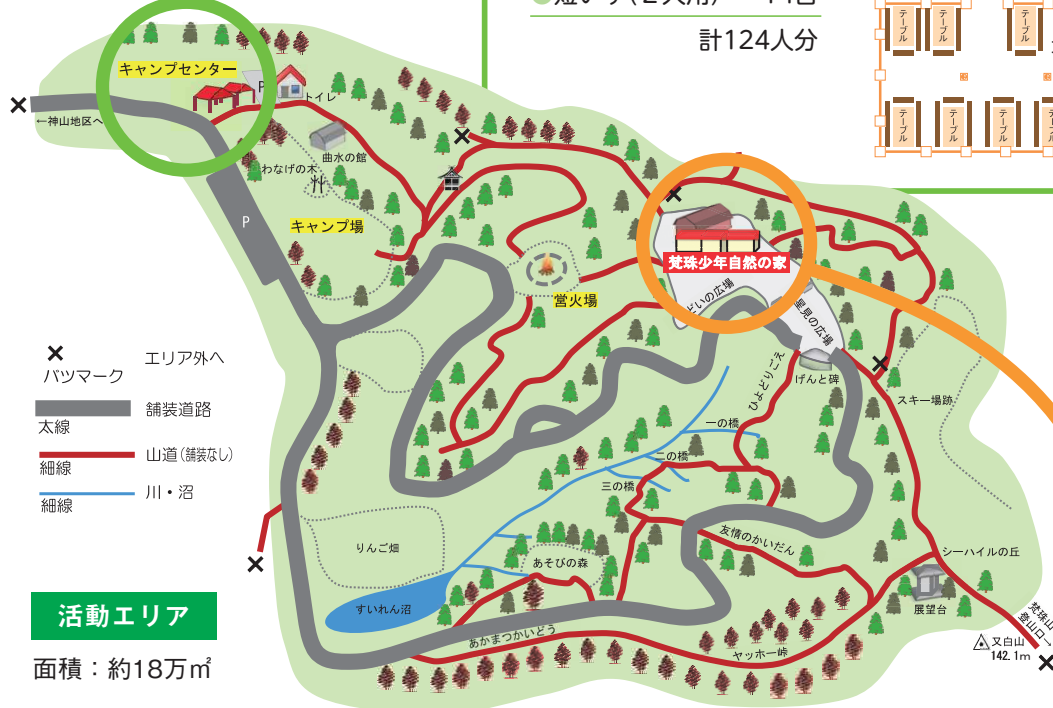 計124人分
テーブル
テーブル
テーブル
テーブル
テーブル
テーブル
キャンプセンター
P
トイレ
←神山地区へ
曲水の館
わなげの木
P
キャンプ場
梵珠少年自然の家
営火場
星見の広場
げんと碑
ひよどりごえ
スキー場跡
一の橋
二の橋
三の橋
バツマーク
エリア外へ
太線
舗装道路
細線
山道(舗装なし)
細線
川・沼
りんご畑
友情のかいだん
あそびの森
シーハイルの丘
すいれん沼
展望台
あかまつかいどう
ヤッホー峠
梵珠山
登山口→
又白山
142.1m
活動エリア
面積：約18万㎡